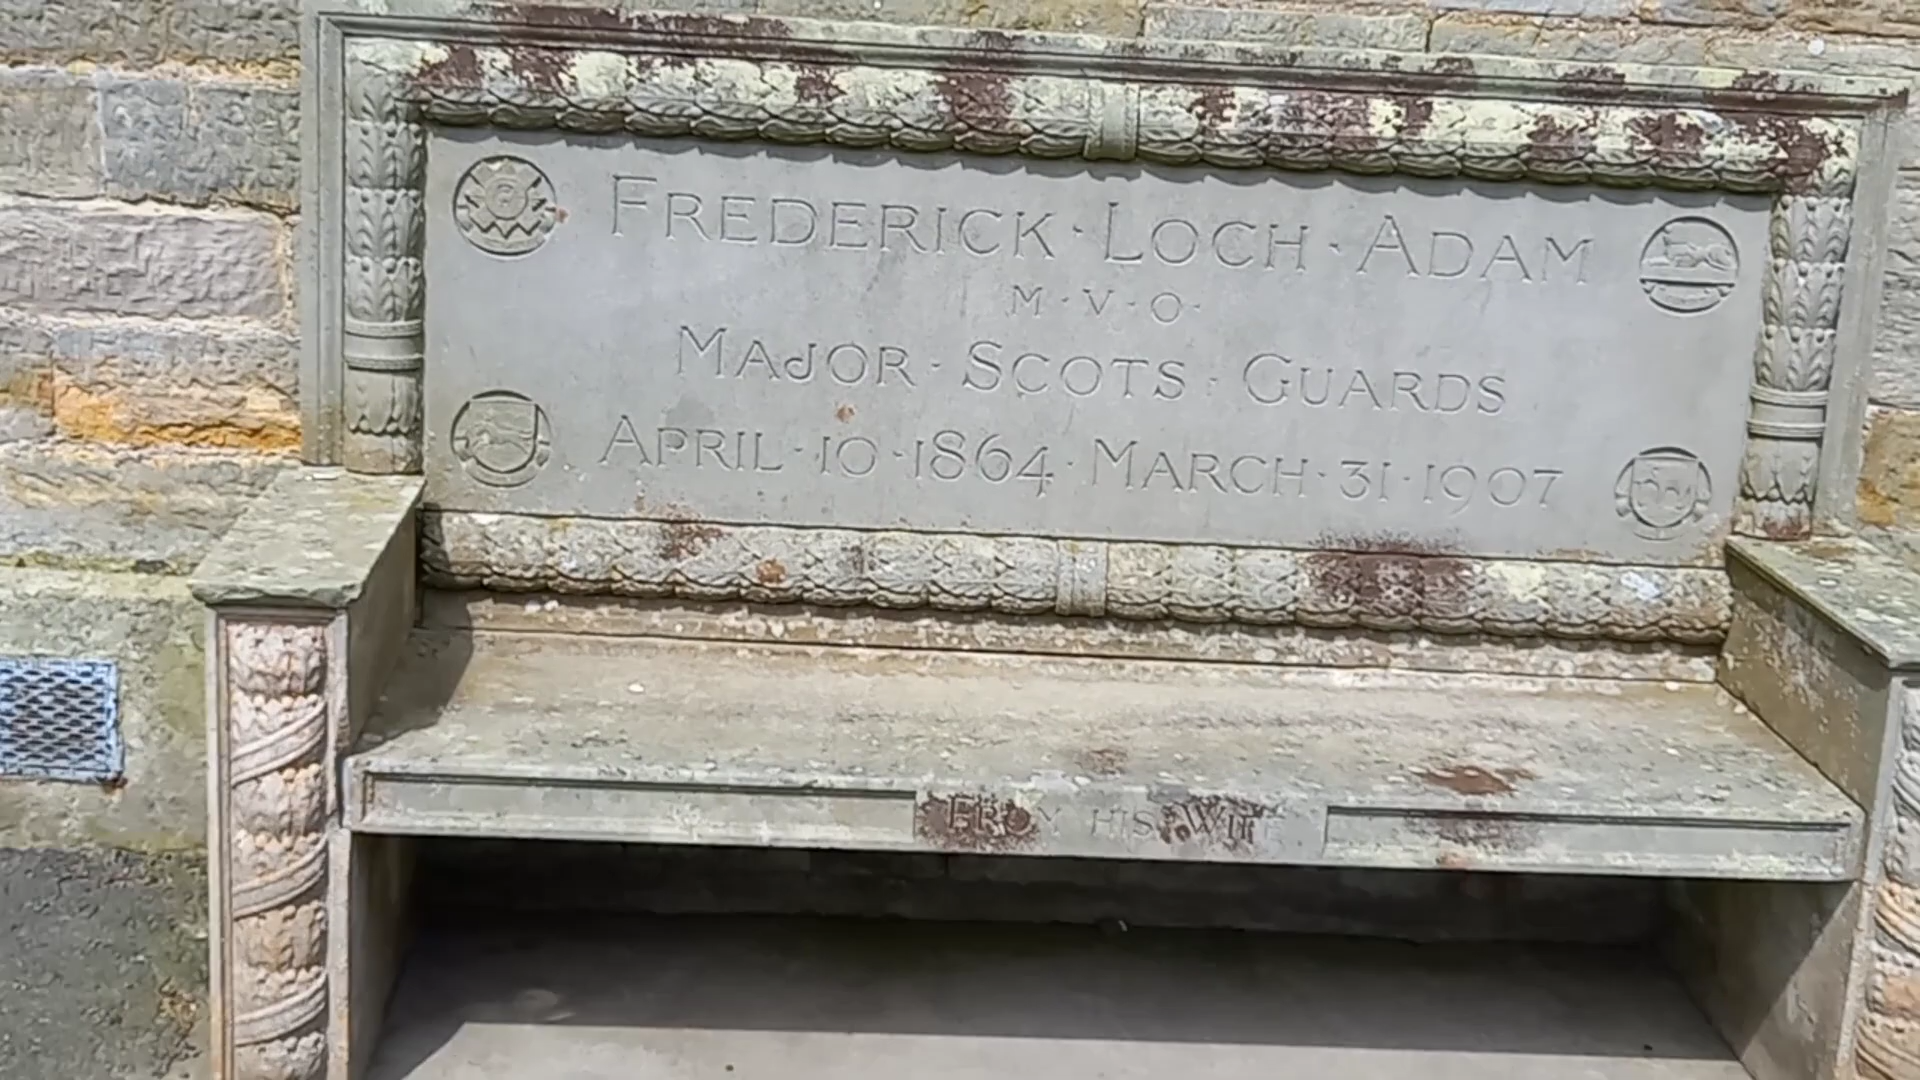 FREDERICK · LOCH · ADAM
M · V · O ·
MAJOR · SCOTS · GUARDS
APRIL · 10 · 1864 · MARCH · 31 · 1907
FROM HIS WIFE